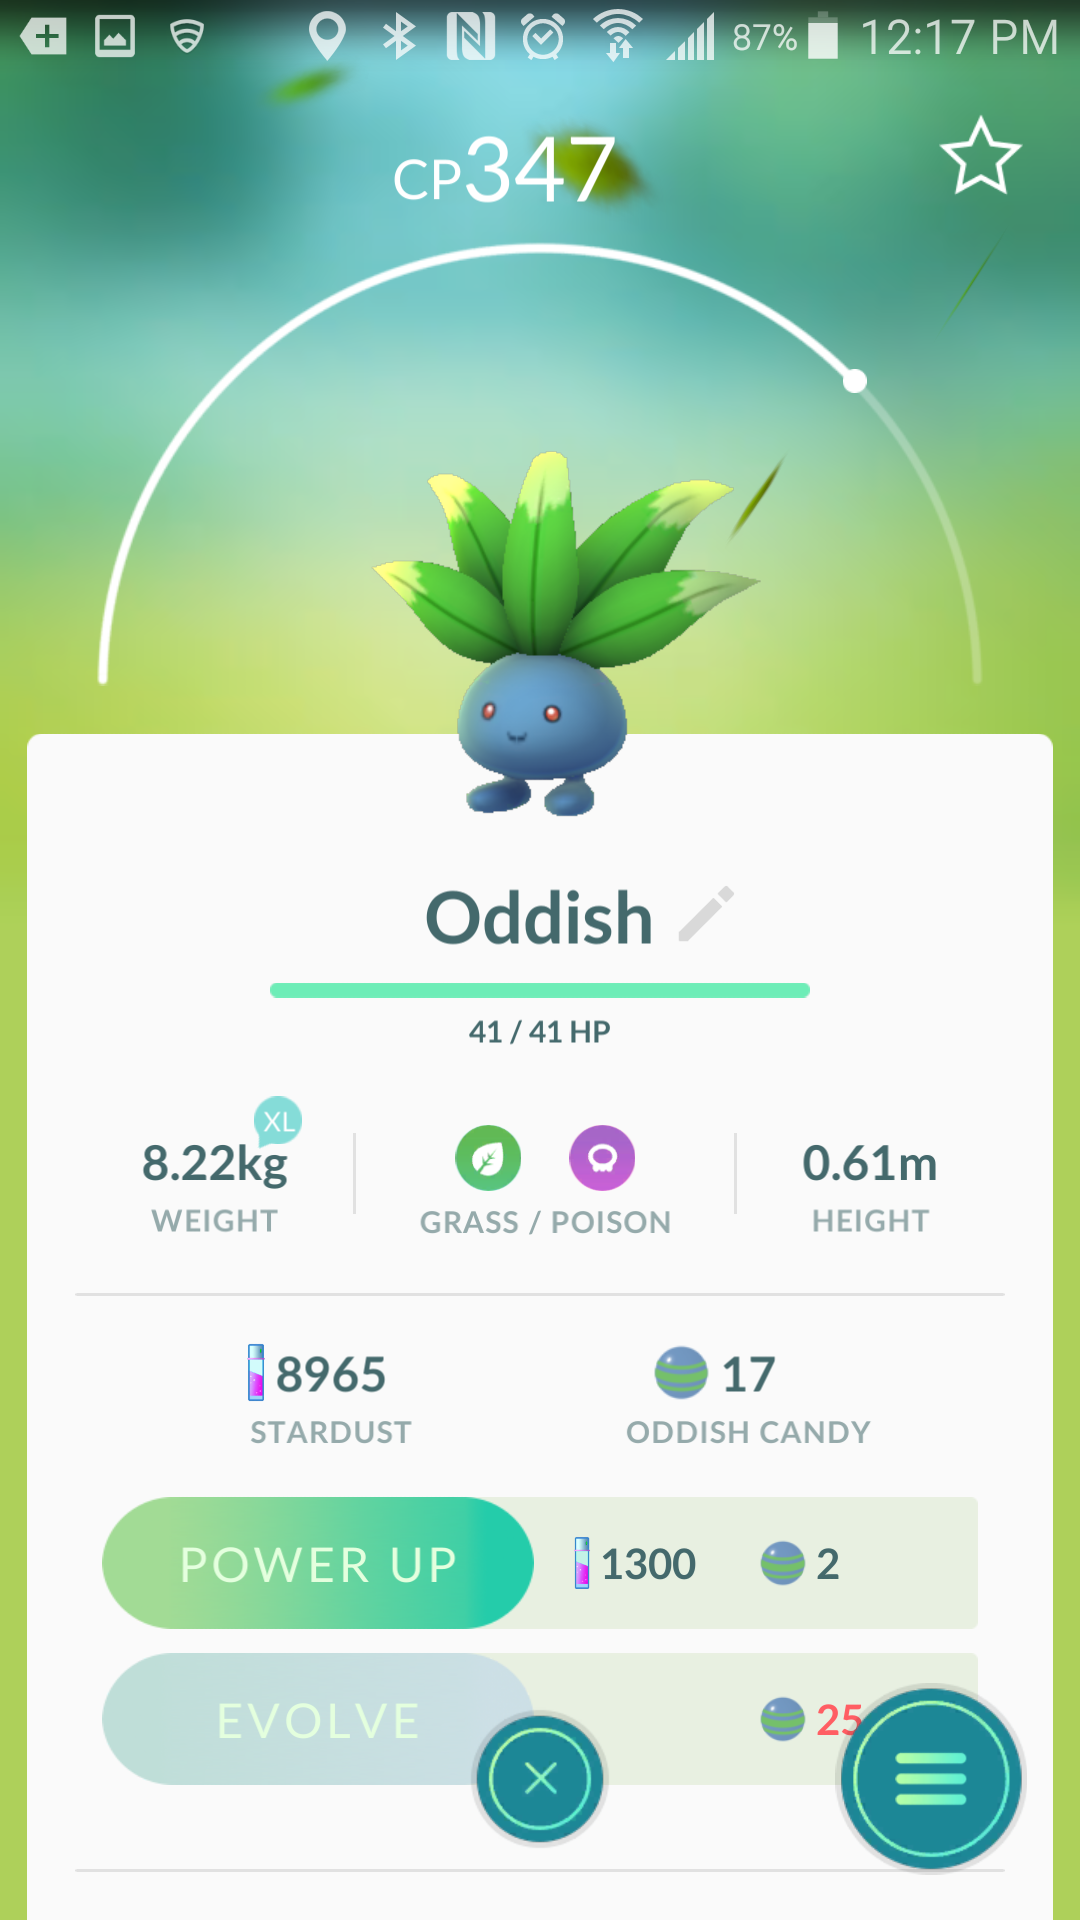 87% 12:17 PM
CP347
Oddish
41 / 41 HP
XL
8.22kg
WEIGHT
GRASS / POISON
0.61m
HEIGHT
8965
STARDUST
17
ODDISH CANDY
POWER UP 1300 2
EVOLVE 25